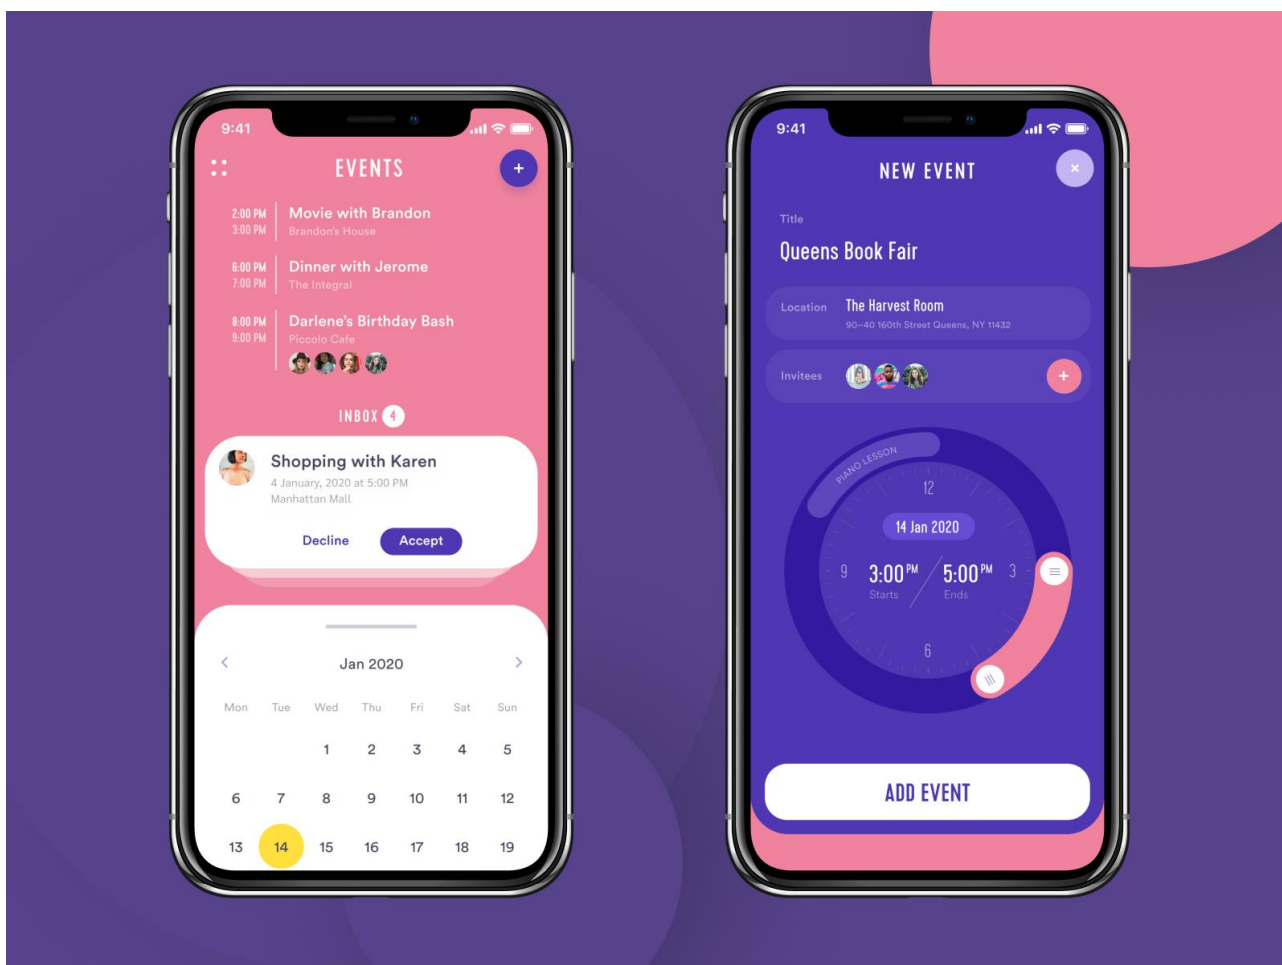 9:41
EVENTS
+
2:00 PM Movie with Brandon
3:00 PM Brandon's House
6:00 PM Dinner with Jerome
7:00 PM The Integral
8:00 PM Darlene's Birthday Bash
9:00 PM Piccolo Cafe
INBOX 4
Shopping with Karen
4 January, 2020 at 5:00 PM
Manhattan Mall
Decline Accept
< Jan 2020 >
Mon Tue Wed Thu Fri Sat Sun
1 2 3 4 5
6 7 8 9 10 11 12
13 14 15 16 17 18 19
9:41
NEW EVENT
×
Title
Queens Book Fair
Location The Harvest Room
90–40 160th Street Queens, NY 11432
Invitees +
PIANO LESSON
12
14 Jan 2020
9 3:00 PM / 5:00 PM 3
Starts Ends
6
ADD EVENT